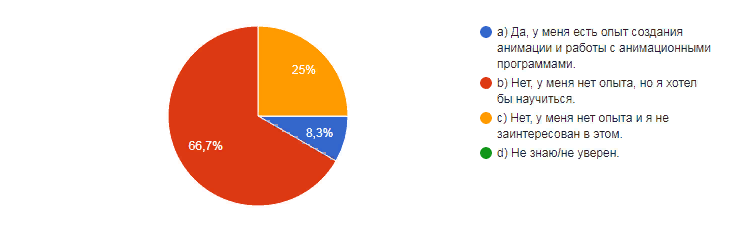 25%
8,3%
66,7%
a) Да, у меня есть опыт создания
анимации и работы с анимационными
программами.
b) Нет, у меня нет опыта, но я хотел
бы научиться.
c) Нет, у меня нет опыта и я не
заинтересован в этом.
d) Не знаю/не уверен.